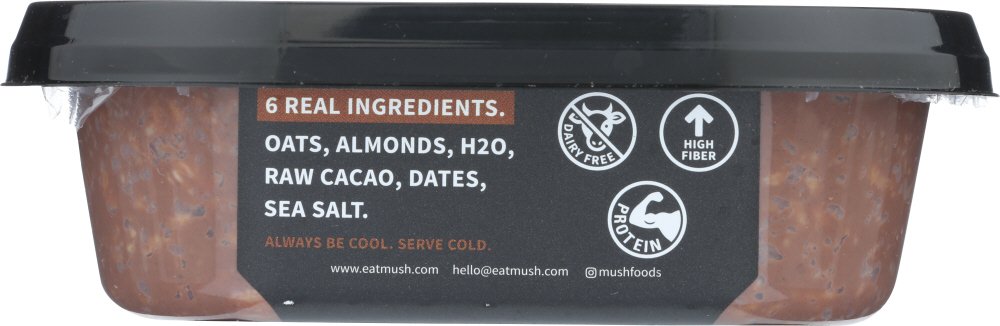 6 REAL INGREDIENTS.
OATS, ALMONDS, H2O,
RAW CACAO, DATES,
SEA SALT.
ALWAYS BE COOL. SERVE COLD.
www.eatmush.com hello@eatmush.com mushfoods
DAIRY FREE
HIGH
FIBER
PROTEIN